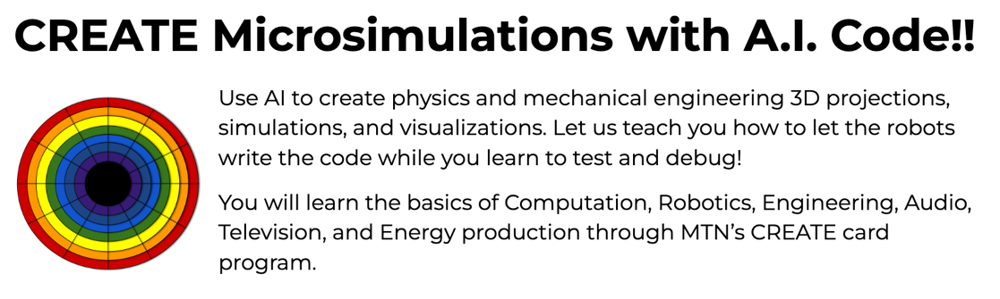 CREATE Microsimulations with A.I. Code!!
Use AI to create physics and mechanical engineering 3D projections,
simulations, and visualizations. Let us teach you how to let the robots
write the code while you learn to test and debug!
You will learn the basics of Computation, Robotics, Engineering, Audio,
Television, and Energy production through MTN’s CREATE card
program.